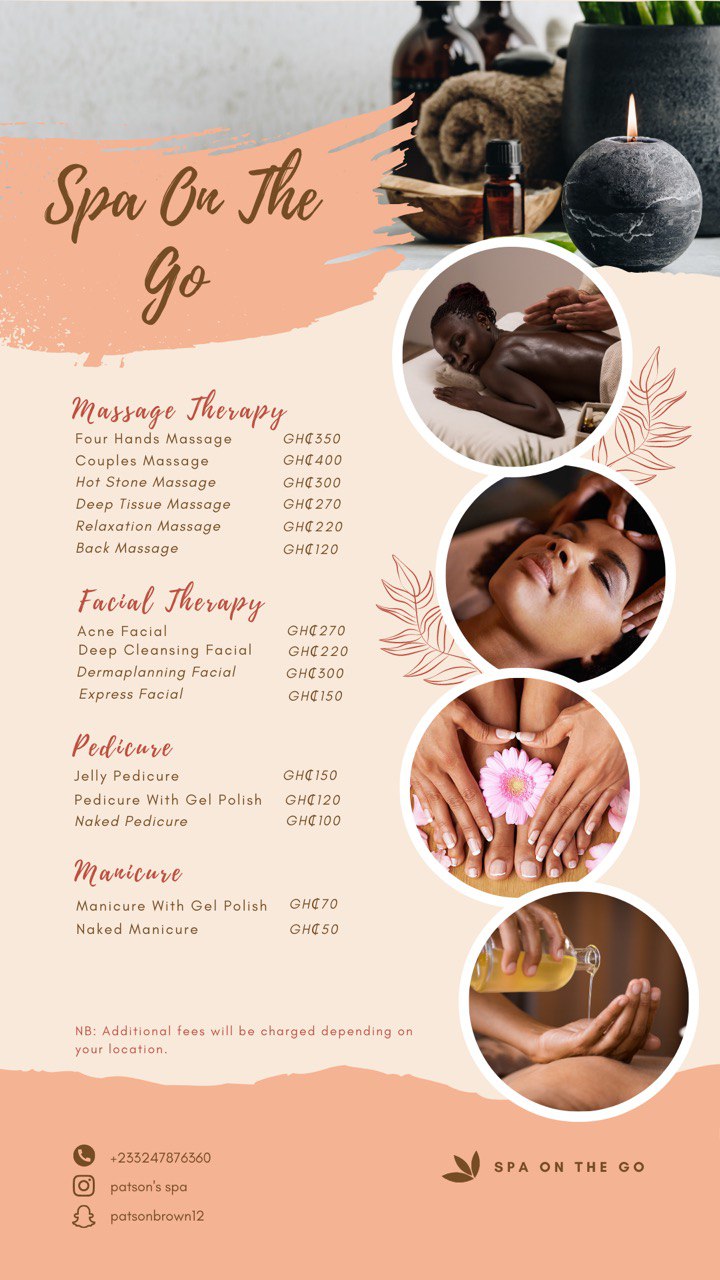 Spa On The
Go
Massage Therapy
Four Hands Massage GH₵350
Couples Massage GH₵400
Hot Stone Massage GH₵300
Deep Tissue Massage GH₵270
Relaxation Massage GH₵220
Back Massage GH₵120
Facial Therapy
Acne Facial GH₵270
Deep Cleansing Facial GH₵220
Dermaplanning Facial GH₵300
Express Facial GH₵150
Pedicure
Jelly Pedicure GH₵150
Pedicure With Gel Polish GH₵120
Naked Pedicure GH₵100
Manicure
Manicure With Gel Polish GH₵70
Naked Manicure GH₵50
NB: Additional fees will be charged depending on
your location.
+233247876360
patson's spa
patsonbrown12
SPA ON THE GO